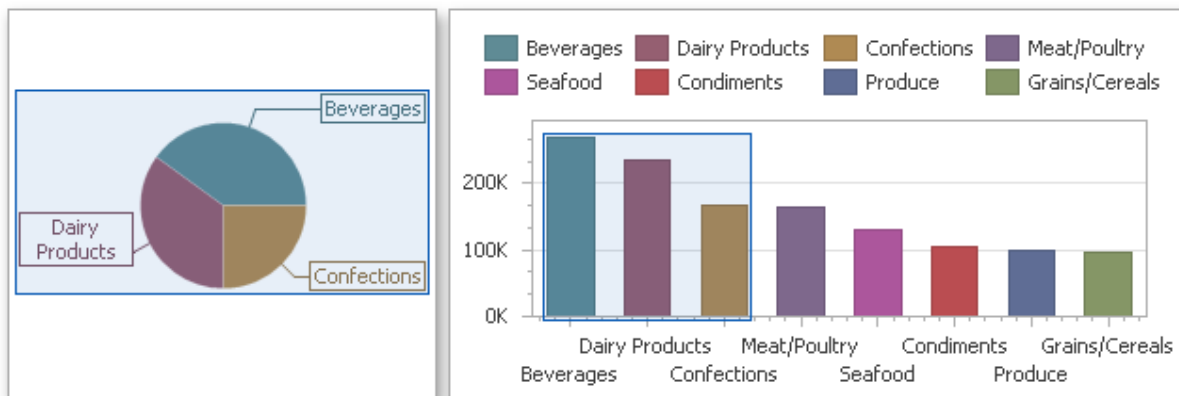 Beverages
Dairy
Products
Confections
Beverages Dairy Products Confections Meat/Poultry
Seafood Condiments Produce Grains/Cereals
200K
100K
0K
Dairy Products Meat/Poultry Condiments Grains/Cereals
Beverages Confections Seafood Produce